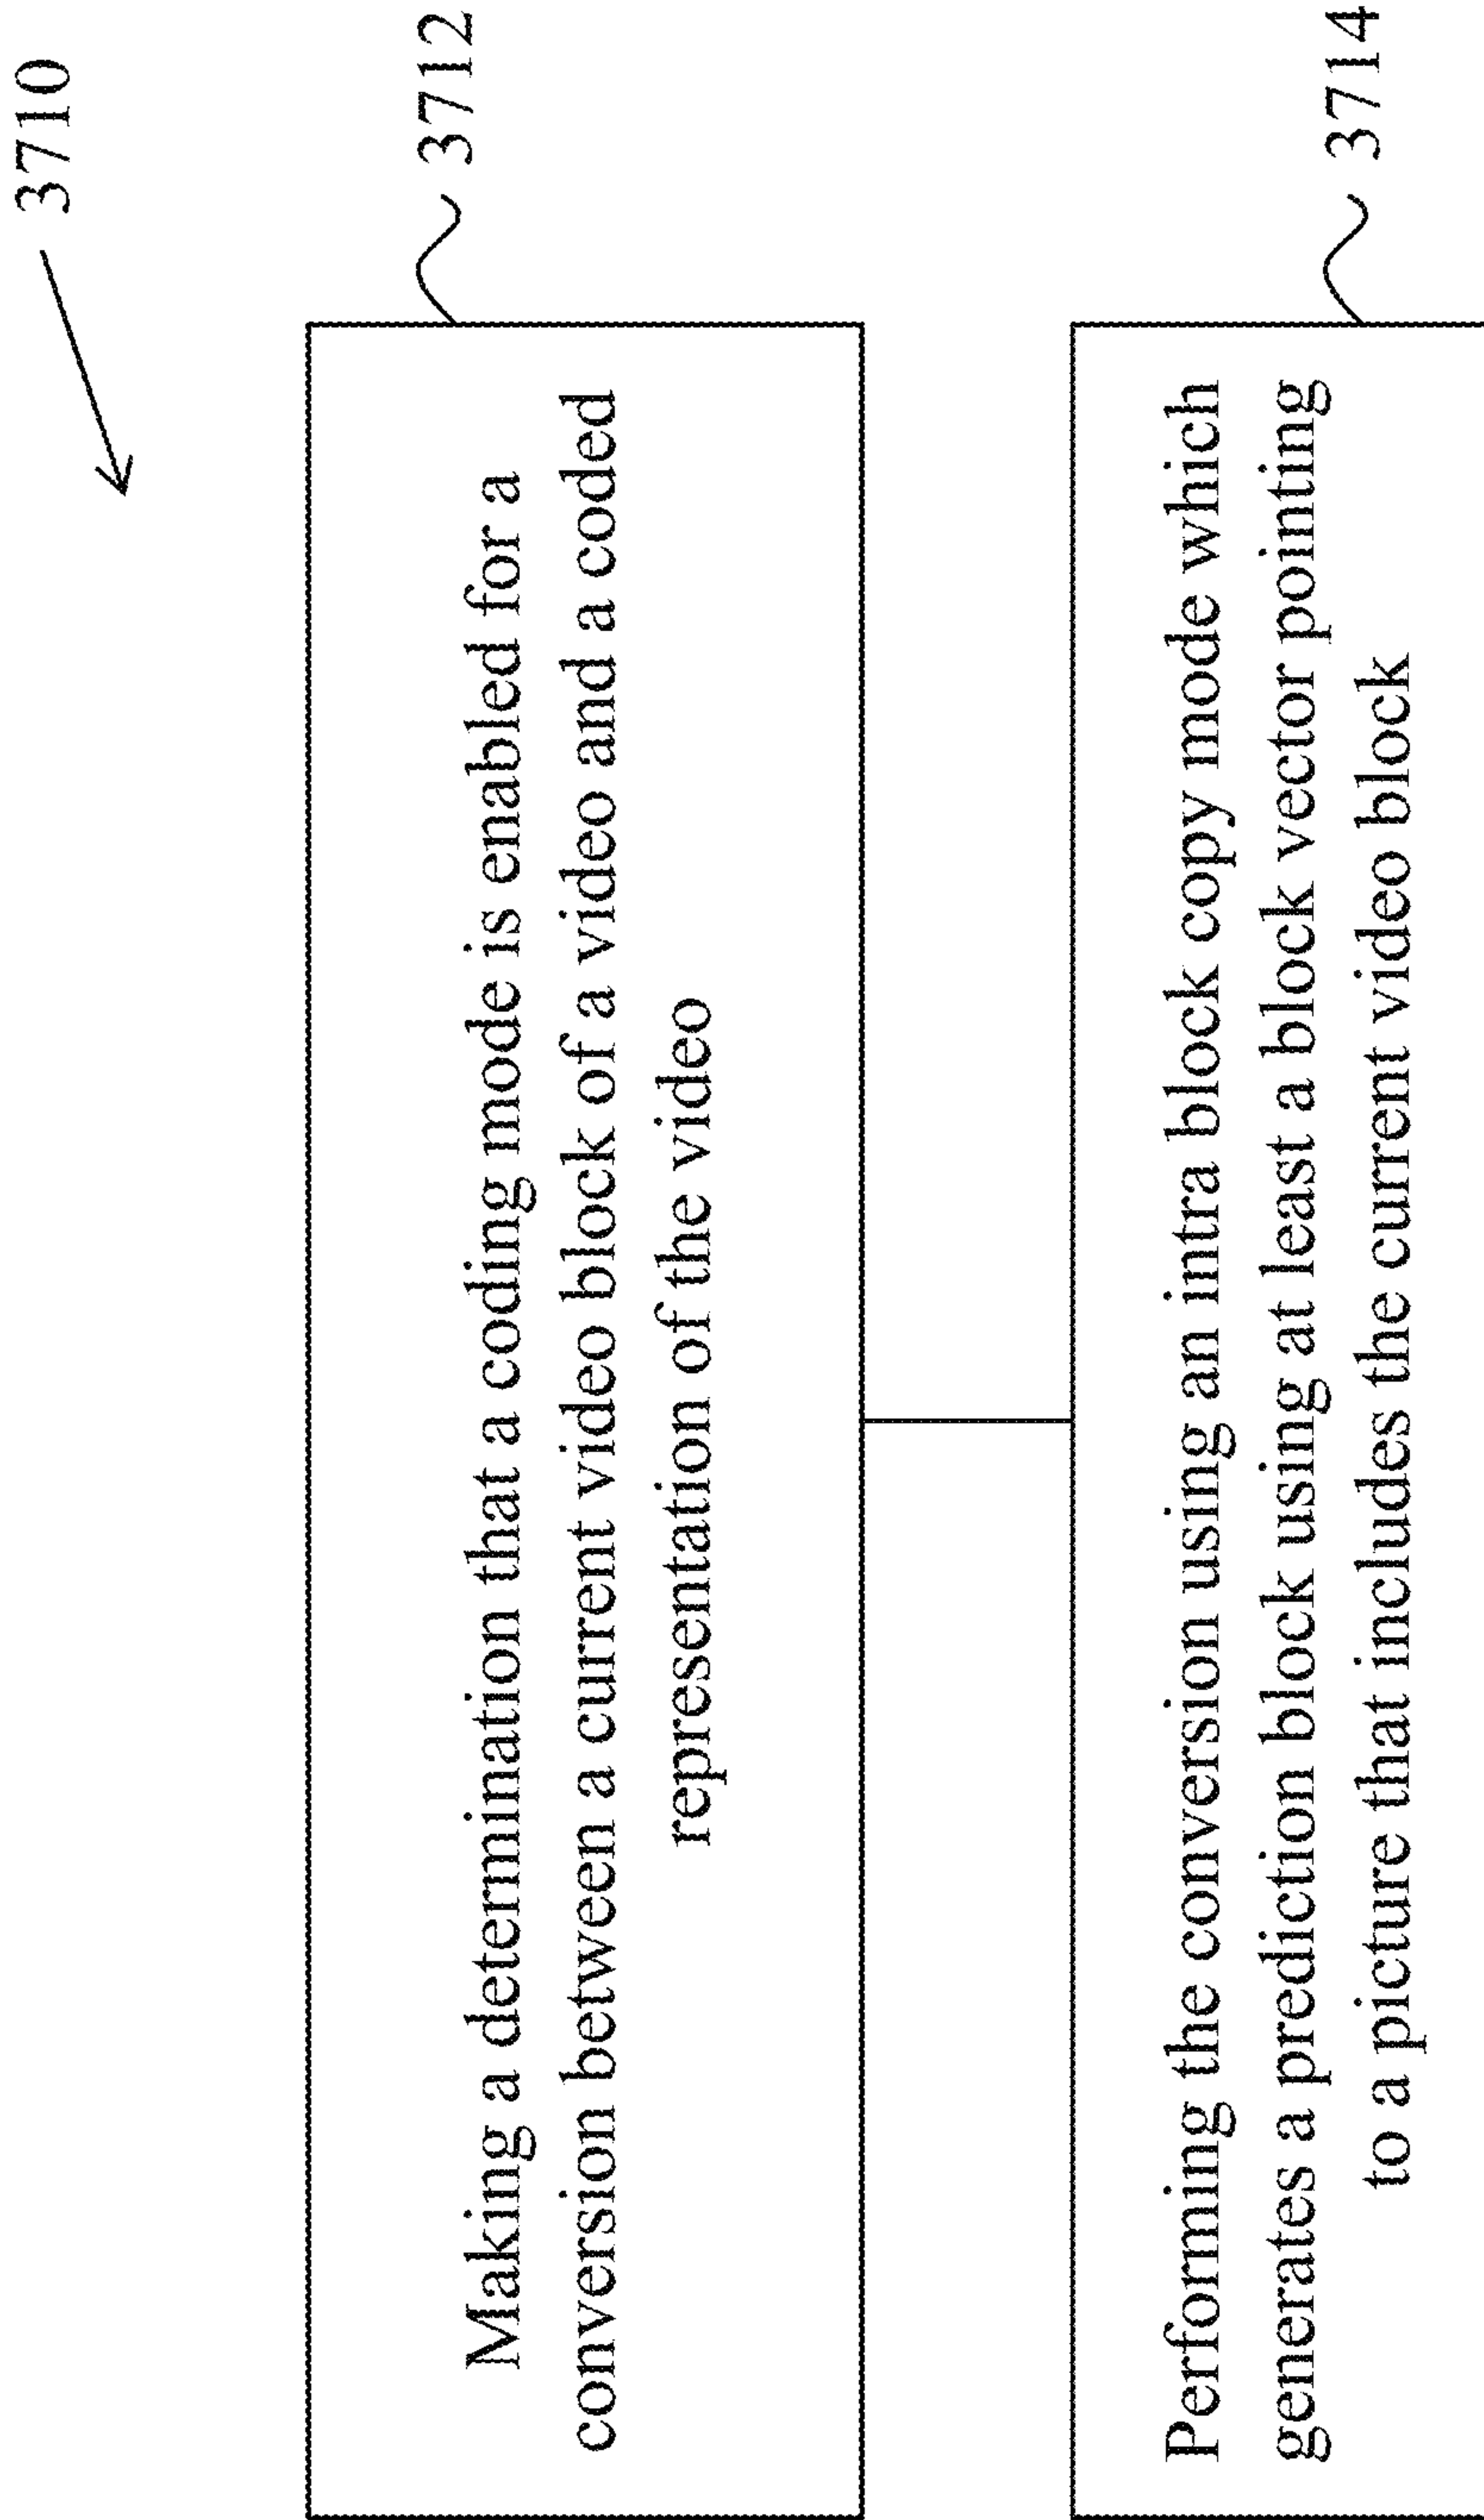 3710
Making a determination that a coding mode is enabled for a
conversion between a current video block of a video and a coded
representation of the video
3712
Performing the conversion using an intra block copy mode which
generates a prediction block using at least a block vector pointing
to a picture that includes the current video block
3714